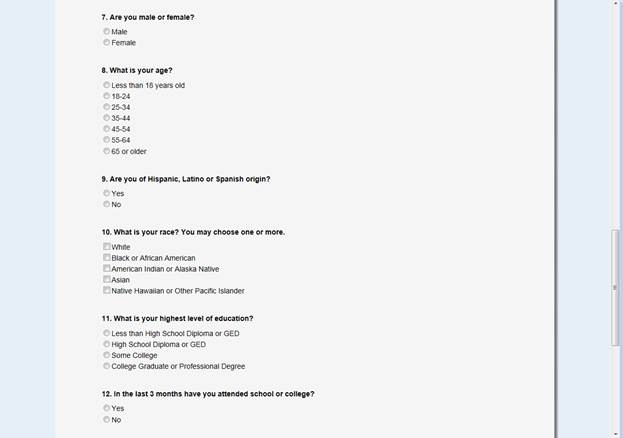 7. Are you male or female?
Male
Female
8. What is your age?
Less than 18 years old
18-24
25-34
35-44
45-54
55-64
65 or older
9. Are you of Hispanic, Latino or Spanish origin?
Yes
No
10. What is your race? You may choose one or more.
White
Black or African American
American Indian or Alaska Native
Asian
Native Hawaiian or Other Pacific Islander
11. What is your highest level of education?
Less than High School Diploma or GED
High School Diploma or GED
Some College
College Graduate or Professional Degree
12. In the last 3 months have you attended school or college?
Yes
No